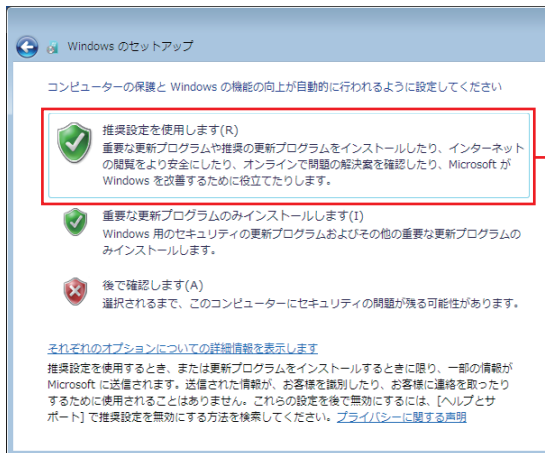 Windows のセットアップ
コンピューターの保護と Windows の機能の向上が自動的に行われるように設定してください
推奨設定を使用します(R)
重要な更新プログラムや推奨の更新プログラムをインストールしたり、インターネット
の閲覧をより安全にしたり、オンラインで問題の解決案を確認したり、Microsoft が
Windows を改善するために役立てたりします。
重要な更新プログラムのみインストールします(I)
Windows 用のセキュリティの更新プログラムおよびその他の重要な更新プログラムの
みインストールします。
後で確認します(A)
選択されるまで、このコンピューターにセキュリティの問題が残る可能性があります。
それぞれのオプションについての詳細情報を表示します
推奨設定を使用するとき、または更新プログラムをインストールするときに限り、一部の情報が
Microsoft に送信されます。送信された情報が、お客様を識別したり、お客様に連絡を取ったり
するために使用されることはありません。これらの設定を後で無効にするには、[ヘルプとサ
ポート] で推奨設定を無効にする方法を検索してください。プライバシーに関する声明